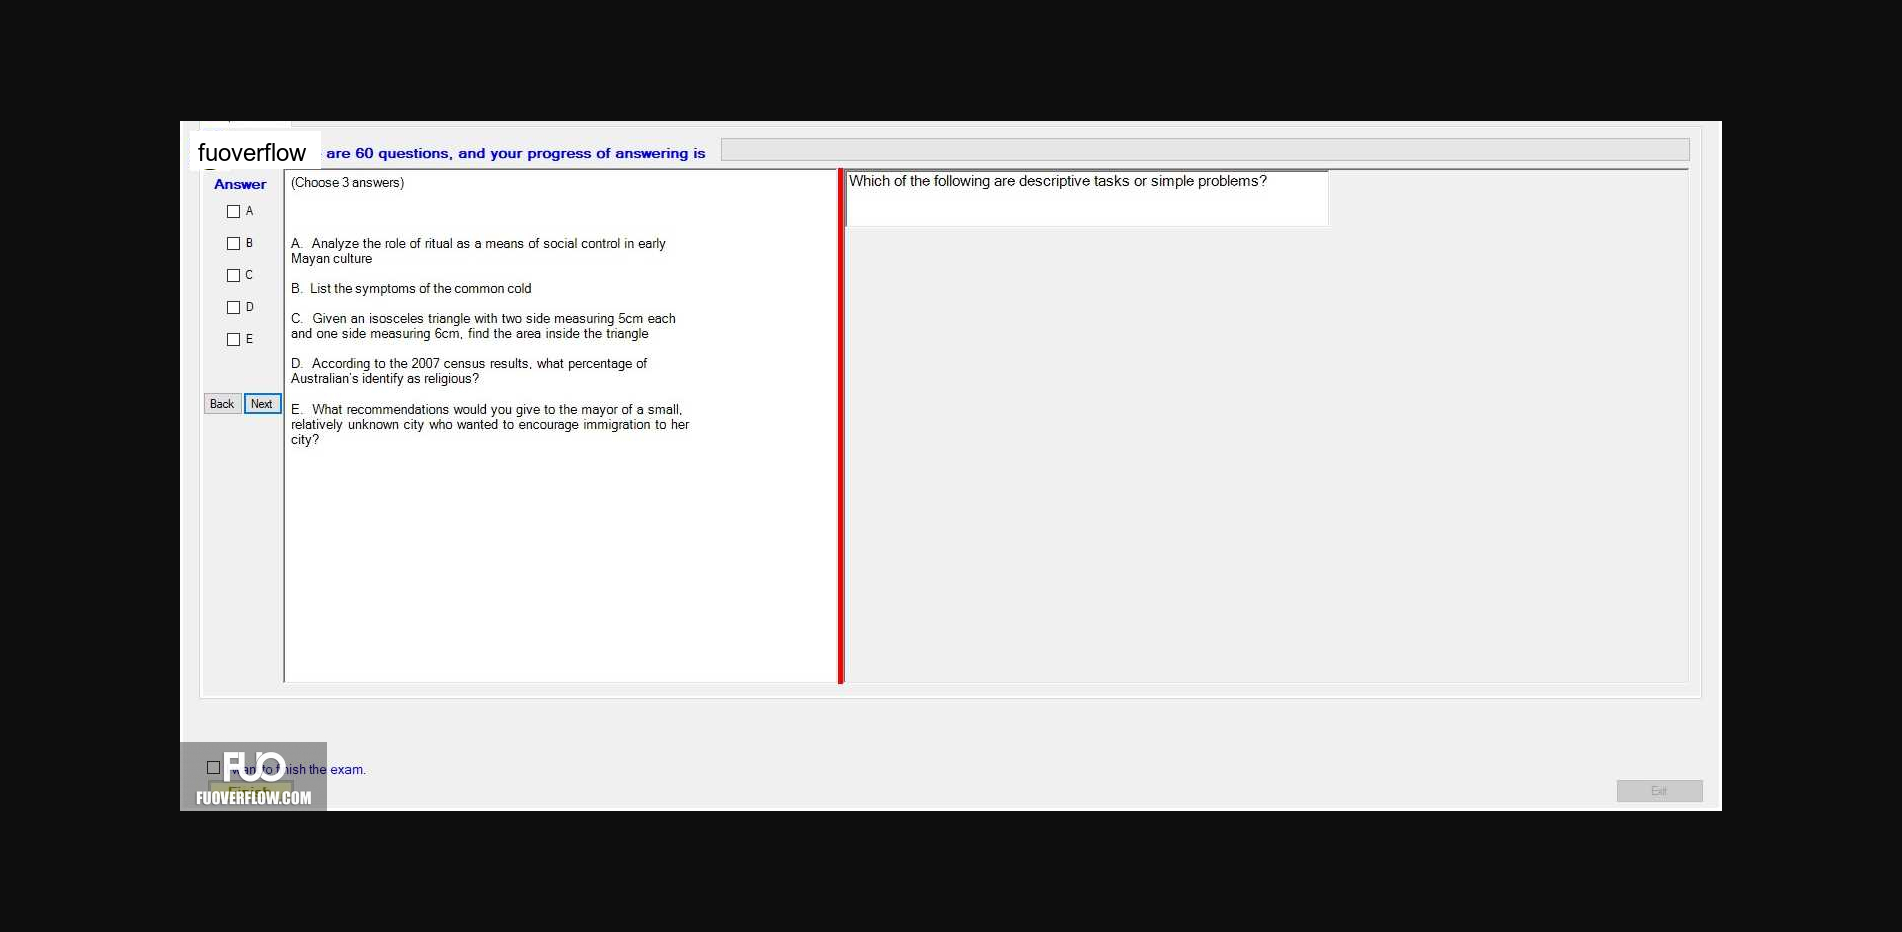 fuoverflow are 60 questions, and your progress of answering is
Answer
A
B
C
D
E
Back Next
(Choose 3 answers)
A. Analyze the role of ritual as a means of social control in early
Mayan culture
B. List the symptoms of the common cold
C. Given an isosceles triangle with two side measuring 5cm each
and one side measuring 6cm, find the area inside the triangle
D. According to the 2007 census results, what percentage of
Australian's identify as religious?
E. What recommendations would you give to the mayor of a small,
relatively unknown city who wanted to encourage immigration to her
city?
Which of the following are descriptive tasks or simple problems?
FUO
the exam.
FUOVERFLOW.COM
Exit